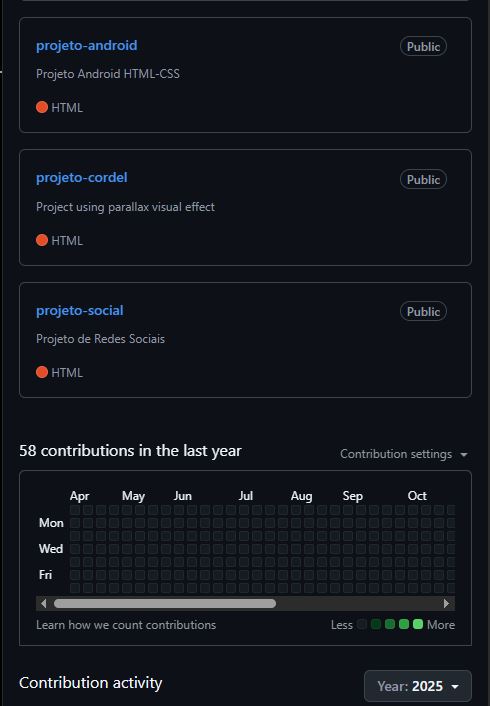 projeto-android Public
Projeto Android HTML-CSS
HTML
projeto-cordel Public
Project using parallax visual effect
HTML
projeto-social Public
Projeto de Redes Sociais
HTML
58 contributions in the last year Contribution settings
Apr May Jun Jul Aug Sep Oct
Mon
Wed
Fri
Learn how we count contributions Less More
Contribution activity Year: 2025